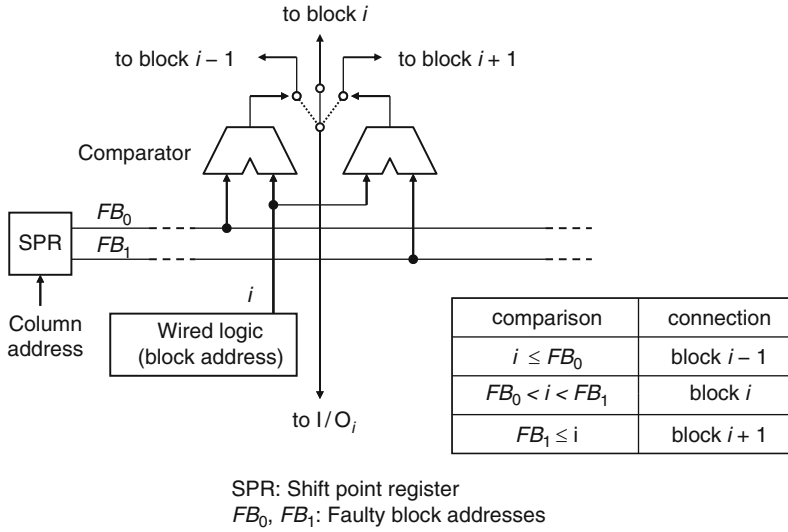 to block i
to block i – 1
to block i + 1
Comparator
FB₀
SPR
FB₁
i
Column
address
Wired logic
(block address)
to I/Oᵢ
comparison connection
i ≤ FB₀ block i – 1
FB₀ < i < FB₁ block i
FB₁ ≤ i block i + 1
SPR: Shift point register
FB₀, FB₁: Faulty block addresses